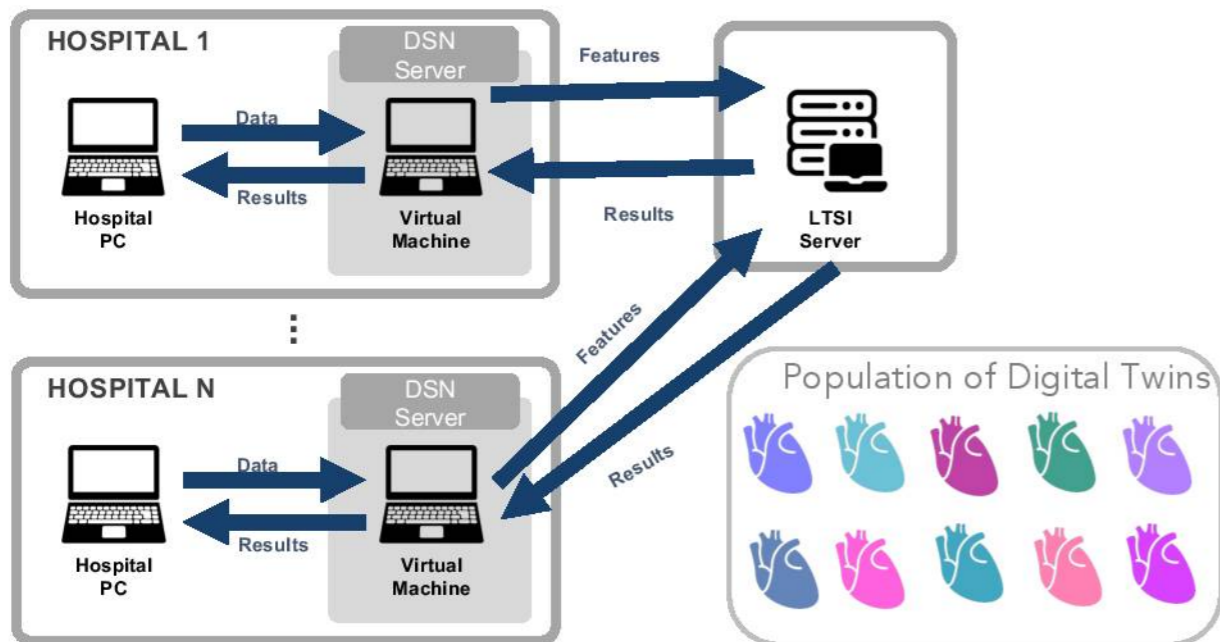 HOSPITAL 1
DSN
Server
Data
Results
Hospital
PC
Virtual
Machine
Features
Results
LTSI
Server
⋮
HOSPITAL N
DSN
Server
Data
Results
Hospital
PC
Virtual
Machine
Features
Results
Population of Digital Twins